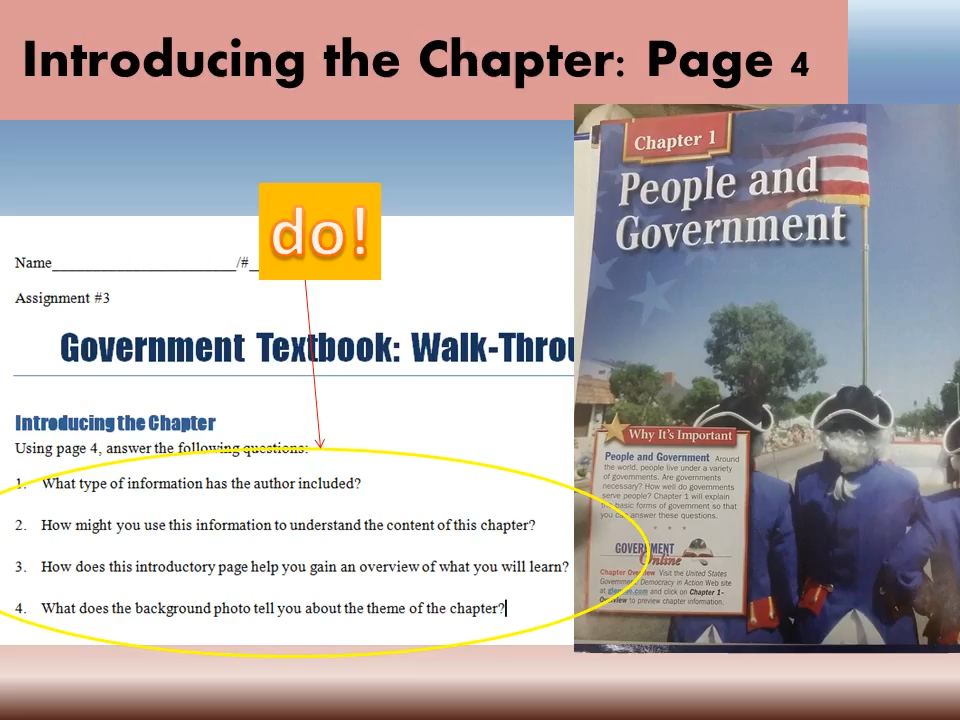 Introducing the Chapter: Page 4
do!
Name_______________________/#_
Assignment #3
Government Textbook: Walk-Throu
Introducing the Chapter
Using page 4, answer the following questions:
1. What type of information has the author included?
2. How might you use this information to understand the content of this chapter?
3. How does this introductory page help you gain an overview of what you will learn?
4. What does the background photo tell you about the theme of the chapter?
Chapter 1
People and
Government
Why It's Important
People and Government Around
the world, people live under a variety
of governments. Are governments
necessary? How well do governments
serve people? Chapter 1 will explain
the basic forms of government so that
you can answer these questions.
* * *
GOVERNMENT
Online
Chapter Overview Visit the United States
Government: Democracy in Action Web site
at glencoe.com and click on Chapter 1–
Overview to preview chapter information.